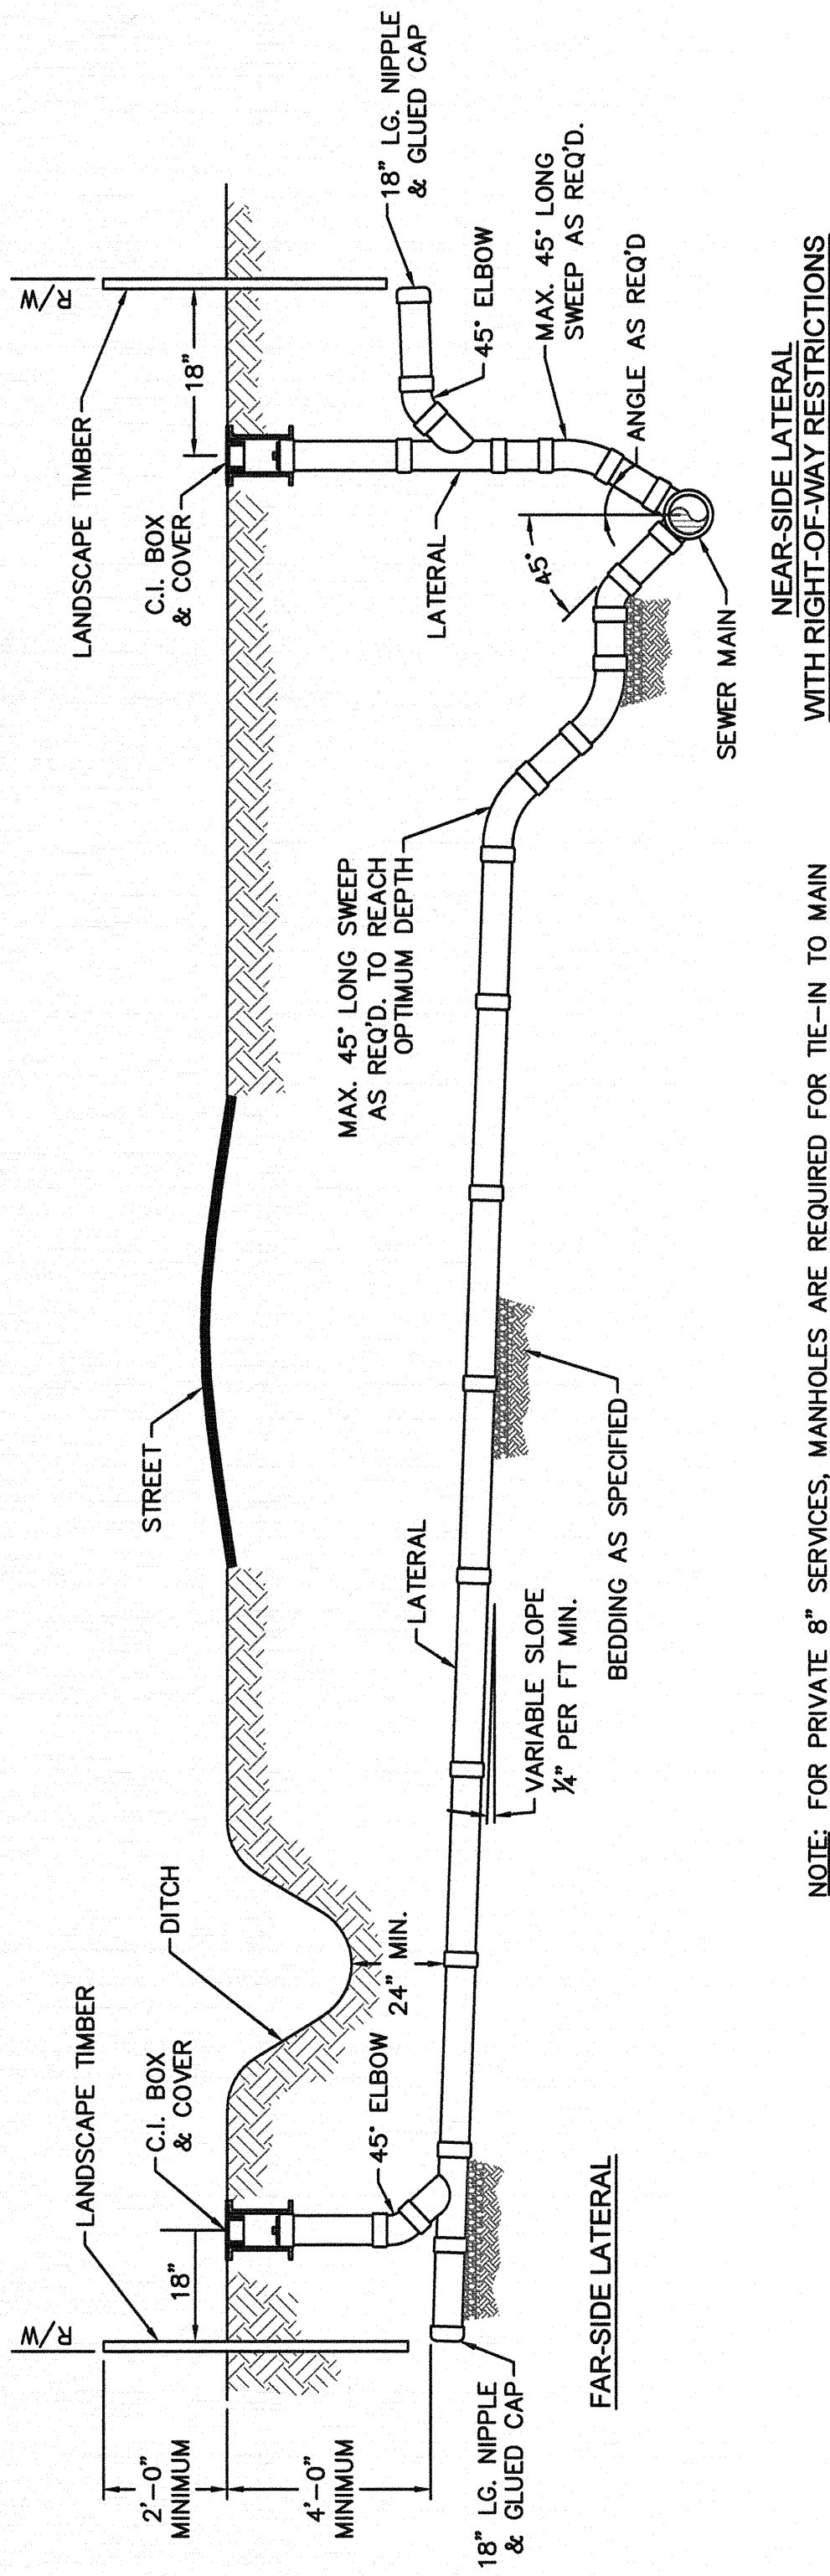 R/W
LANDSCAPE TIMBER
C.I. BOX
& COVER
18"
2'-0"
MINIMUM
4'-0"
MINIMUM
18" LG. NIPPLE
& GLUED CAP
45° ELBOW
DITCH
24" MIN.
FAR-SIDE LATERAL
STREET
LATERAL
VARIABLE SLOPE
¼" PER FT MIN.
BEDDING AS SPECIFIED
MAX. 45° LONG SWEEP
AS REQ'D. TO REACH
OPTIMUM DEPTH
R/W
LANDSCAPE TIMBER
C.I. BOX
& COVER
18"
18" LG. NIPPLE
& GLUED CAP
45° ELBOW
LATERAL
MAX. 45° LONG
SWEEP AS REQ'D.
45°
ANGLE AS REQ'D
SEWER MAIN
NEAR-SIDE LATERAL
WITH RIGHT-OF-WAY RESTRICTIONS
NOTE: FOR PRIVATE 8" SERVICES, MANHOLES ARE REQUIRED FOR TIE-IN TO MAIN